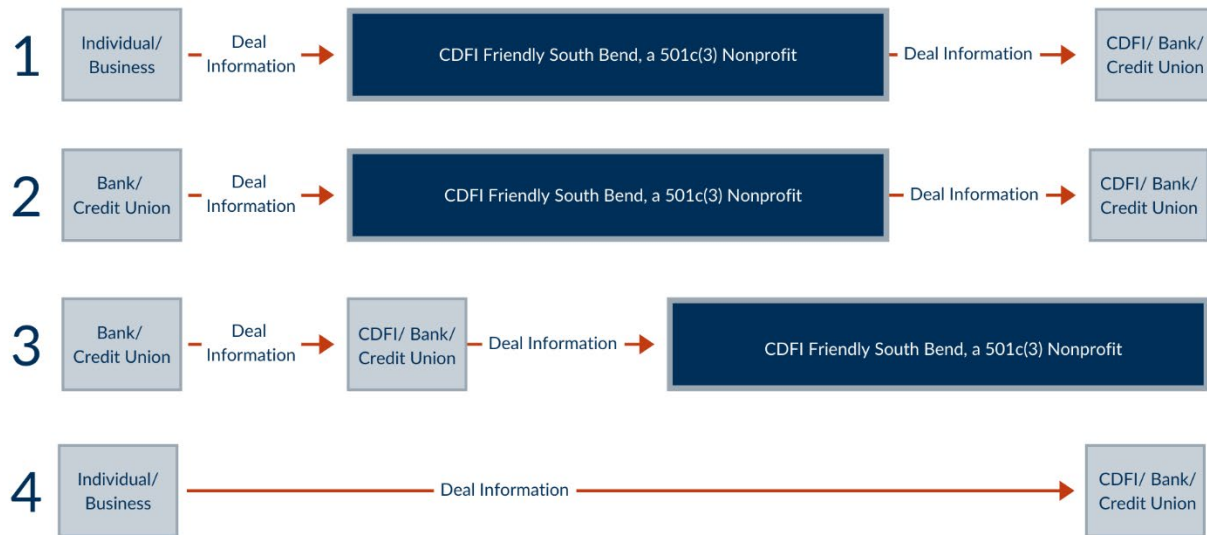 1
Individual/
Business
Deal
Information
CDFI Friendly South Bend, a 501c(3) Nonprofit
Deal Information
CDFI/ Bank/
Credit Union
2
Bank/
Credit Union
Deal
Information
CDFI Friendly South Bend, a 501c(3) Nonprofit
Deal Information
CDFI/ Bank/
Credit Union
3
Bank/
Credit Union
Deal
Information
CDFI/ Bank/
Credit Union
Deal Information
CDFI Friendly South Bend, a 501c(3) Nonprofit
4
Individual/
Business
Deal Information
CDFI/ Bank/
Credit Union